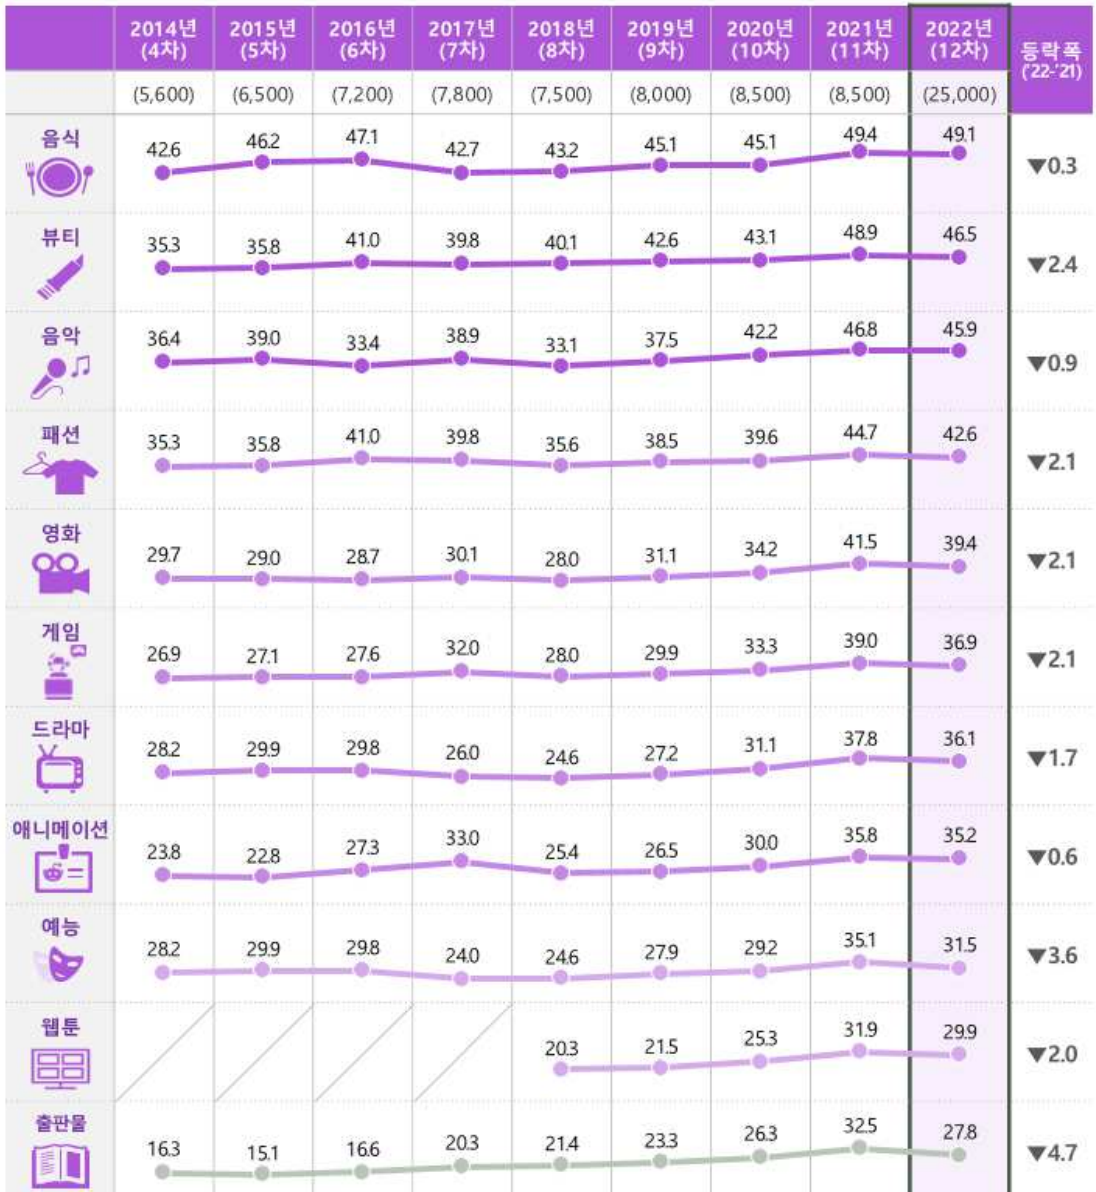 2014년 2015년 2016년 2017년 2018년 2019년 2020년 2021년 2022년 등락폭
(4차) (5차) (6차) (7차) (8차) (9차) (10차) (11차) (12차) ('22-'21)
(5,600) (6,500) (7,200) (7,800) (7,500) (8,000) (8,500) (8,500) (25,000)
음식 42.6 46.2 47.1 42.7 43.2 45.1 45.1 49.4 49.1 ▼0.3
뷰티 35.3 35.8 41.0 39.8 40.1 42.6 43.1 48.9 46.5 ▼2.4
음악 36.4 39.0 33.4 38.9 33.1 37.5 42.2 46.8 45.9 ▼0.9
패션 35.3 35.8 41.0 39.8 35.6 38.5 39.6 44.7 42.6 ▼2.1
영화 29.7 29.0 28.7 30.1 28.0 31.1 34.2 41.5 39.4 ▼2.1
게임 26.9 27.1 27.6 32.0 28.0 29.9 33.3 39.0 36.9 ▼2.1
드라마 28.2 29.9 29.8 26.0 24.6 27.2 31.1 37.8 36.1 ▼1.7
애니메이션 23.8 22.8 27.3 33.0 25.4 26.5 30.0 35.8 35.2 ▼0.6
예능 28.2 29.9 29.8 24.0 24.6 27.9 29.2 35.1 31.5 ▼3.6
웹툰 20.3 21.5 25.3 31.9 29.9 ▼2.0
출판물 16.3 15.1 16.6 20.3 21.4 23.3 26.3 32.5 27.8 ▼4.7